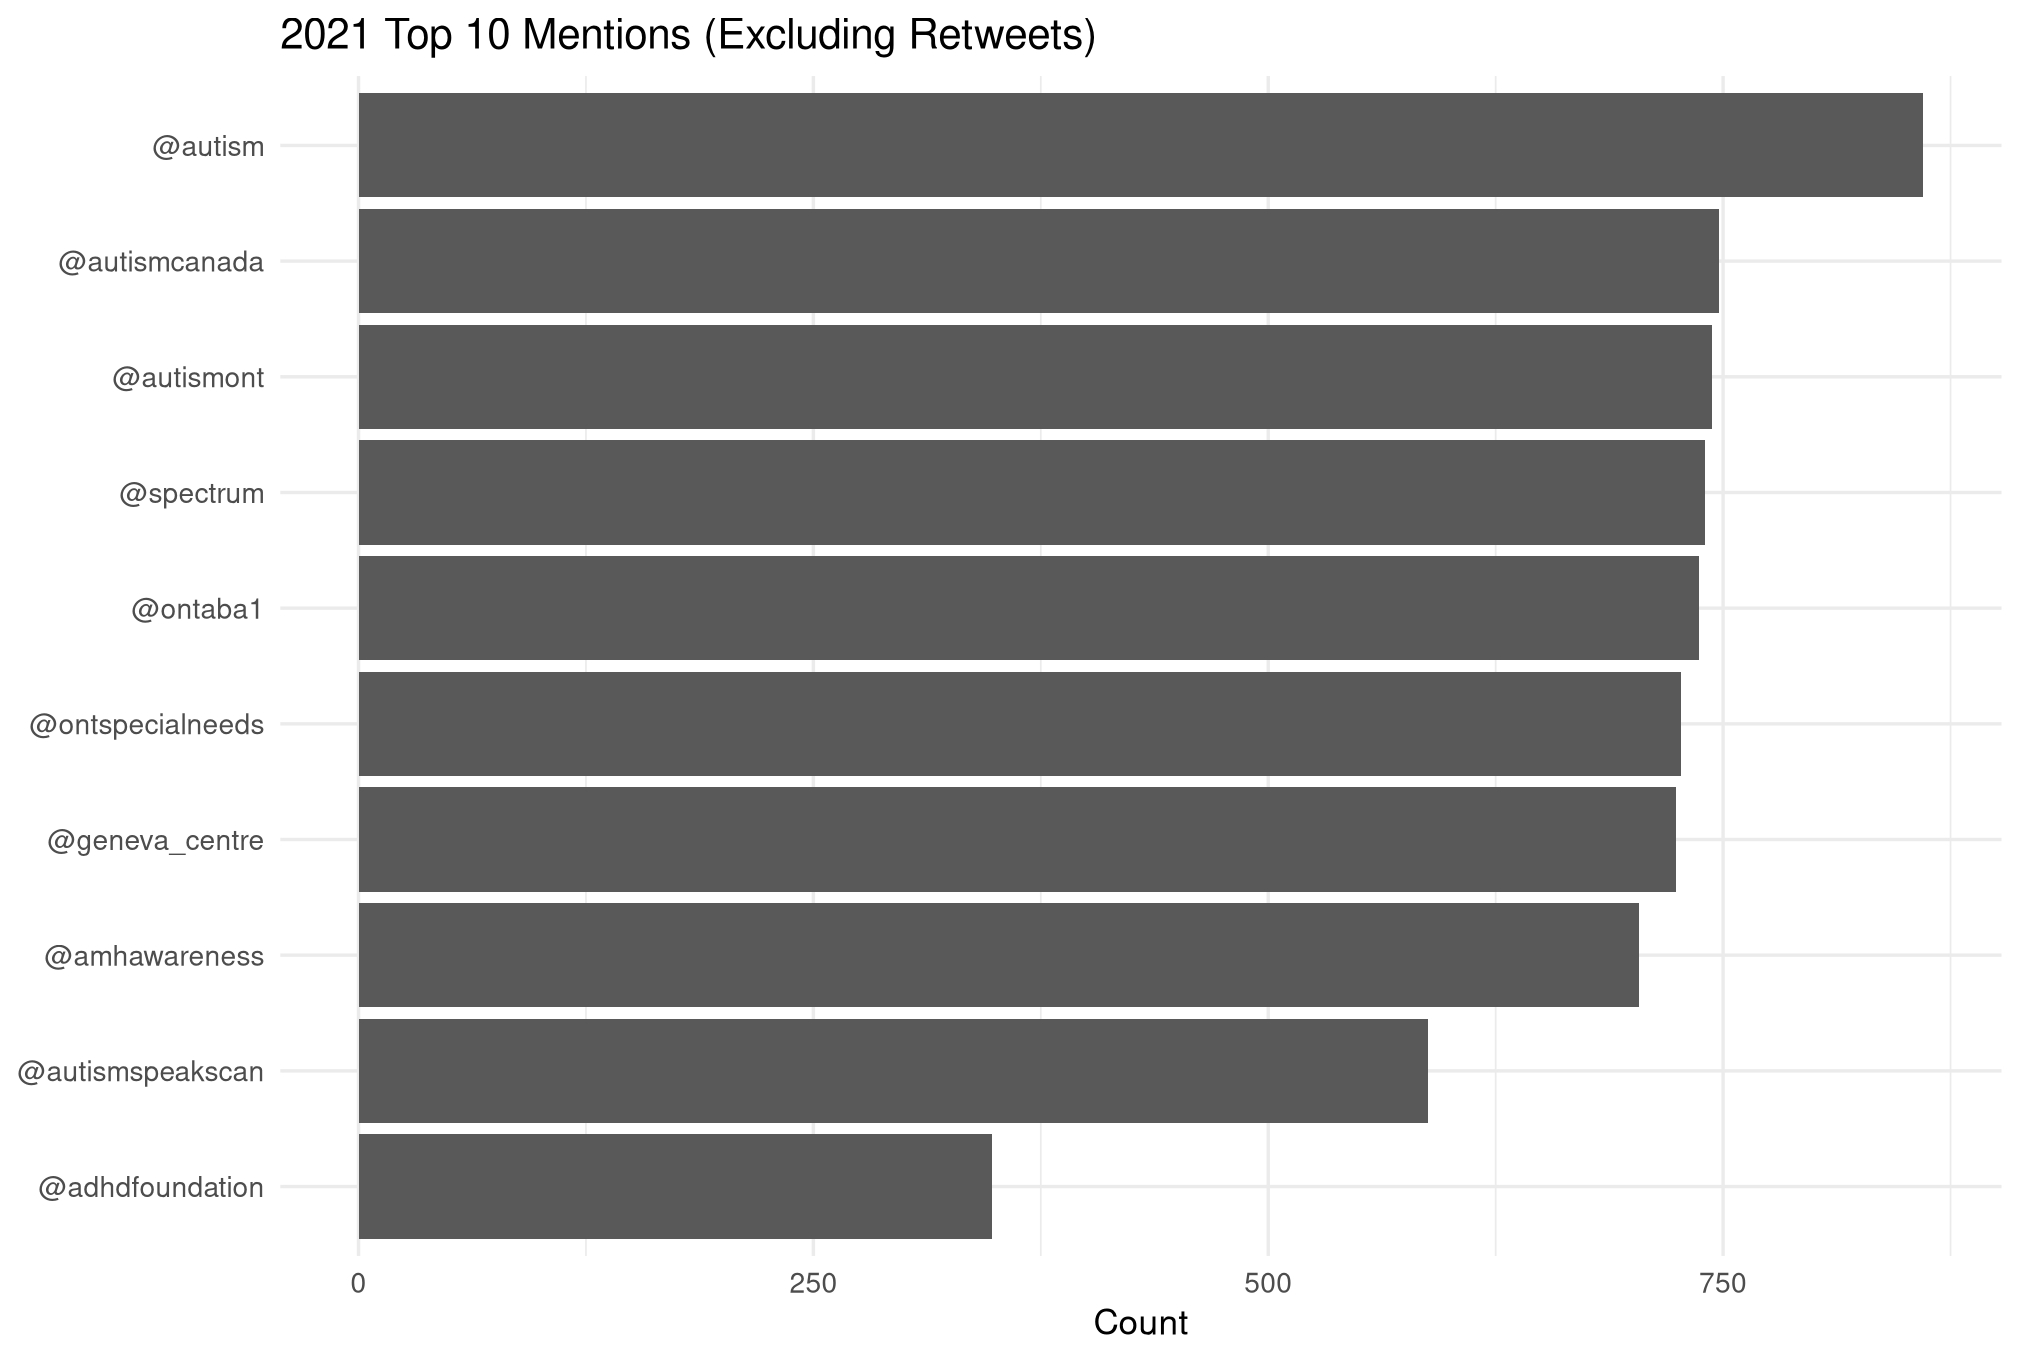 2021 Top 10 Mentions (Excluding Retweets)
@autism
@autismcanada
@autismont
@spectrum
@ontaba1
@ontspecialneeds
@geneva_centre
@amhawareness
@autismspeakscan
@adhdfoundation
0 250 500 750
Count